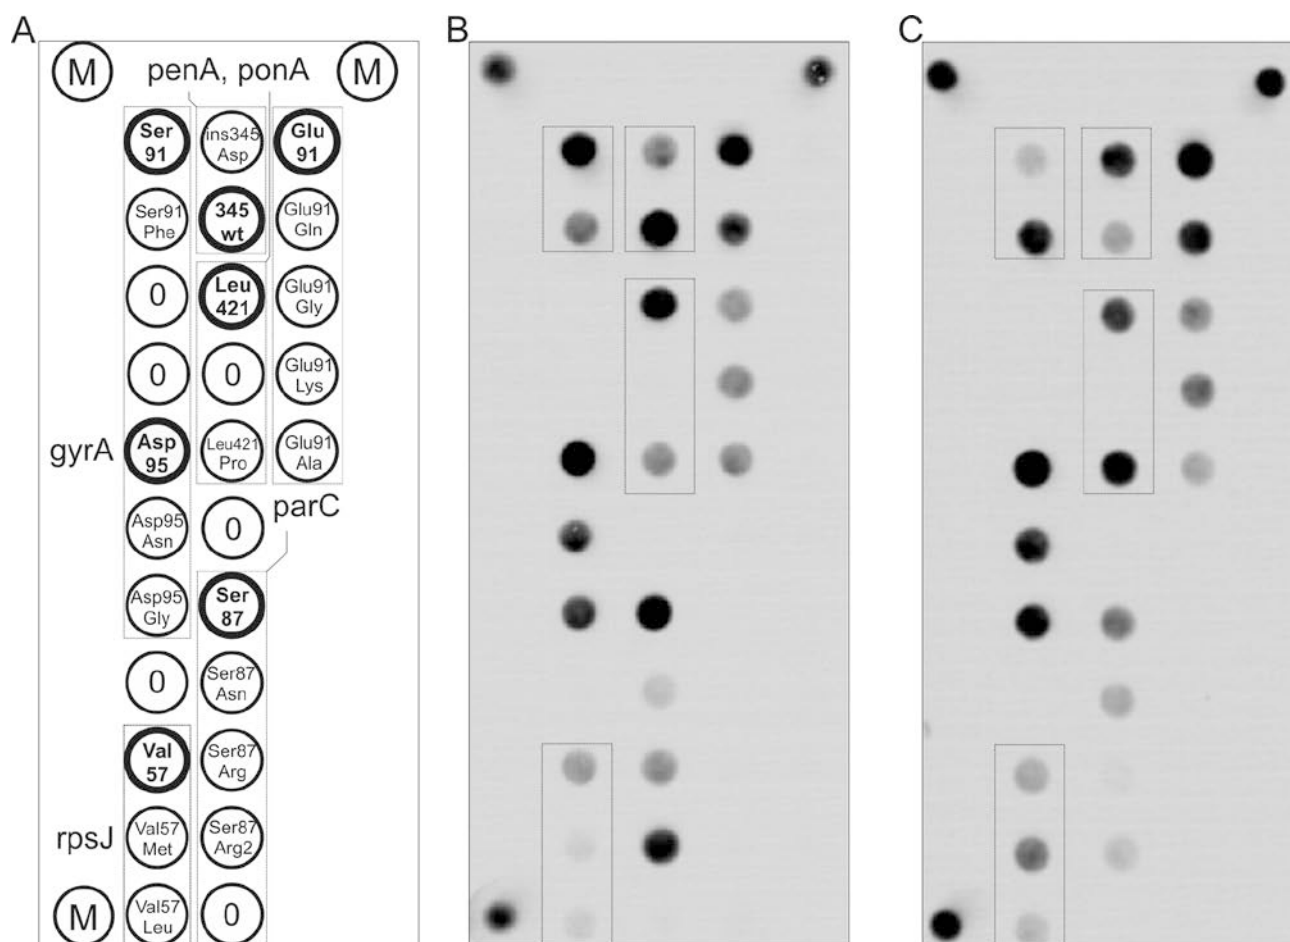 A
B
C
M
penA, ponA
M
Ser
91
ins345
Asp
Glu
91
Ser91
Phe
345
wt
Glu91
Gln
0
Leu
421
Glu91
Gly
0
0
Glu91
Lys
gyrA
Asp
95
Leu421
Pro
Glu91
Ala
parC
Asp95
Asn
0
Asp95
Gly
Ser
87
0
Ser87
Asn
Val
57
Ser87
Arg
rpsJ
Val57
Met
Ser87
Arg2
M
Val57
Leu
0